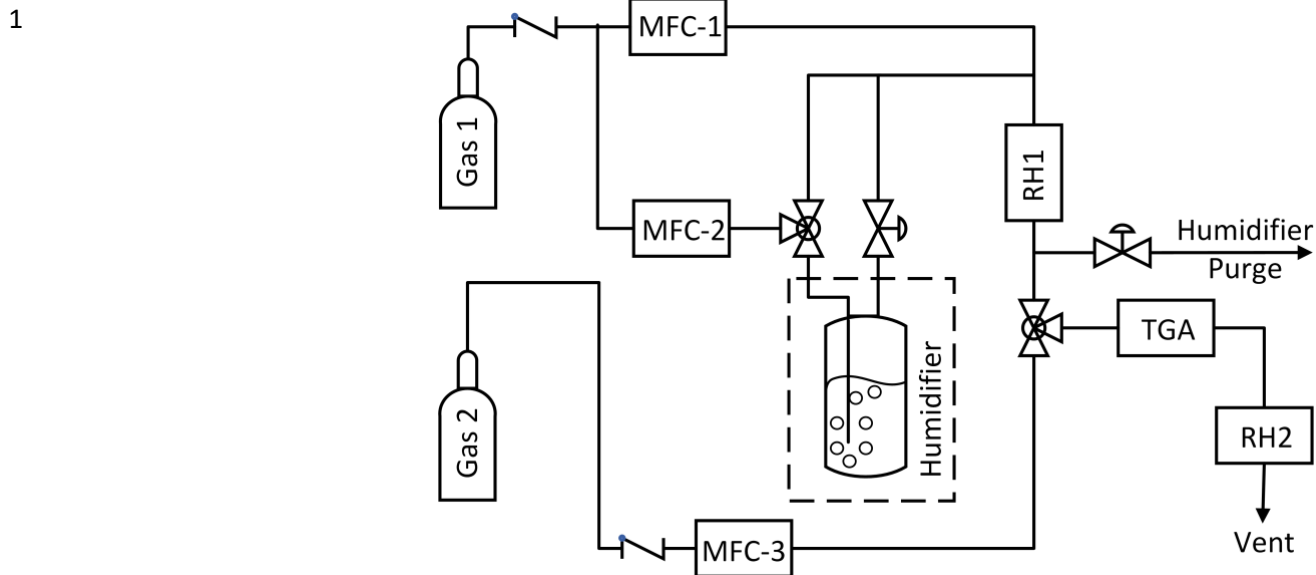 1
MFC-1
Gas 1
RH1
MFC-2
Humidifier
Purge
TGA
Humidifier
Gas 2
RH2
Vent
MFC-3